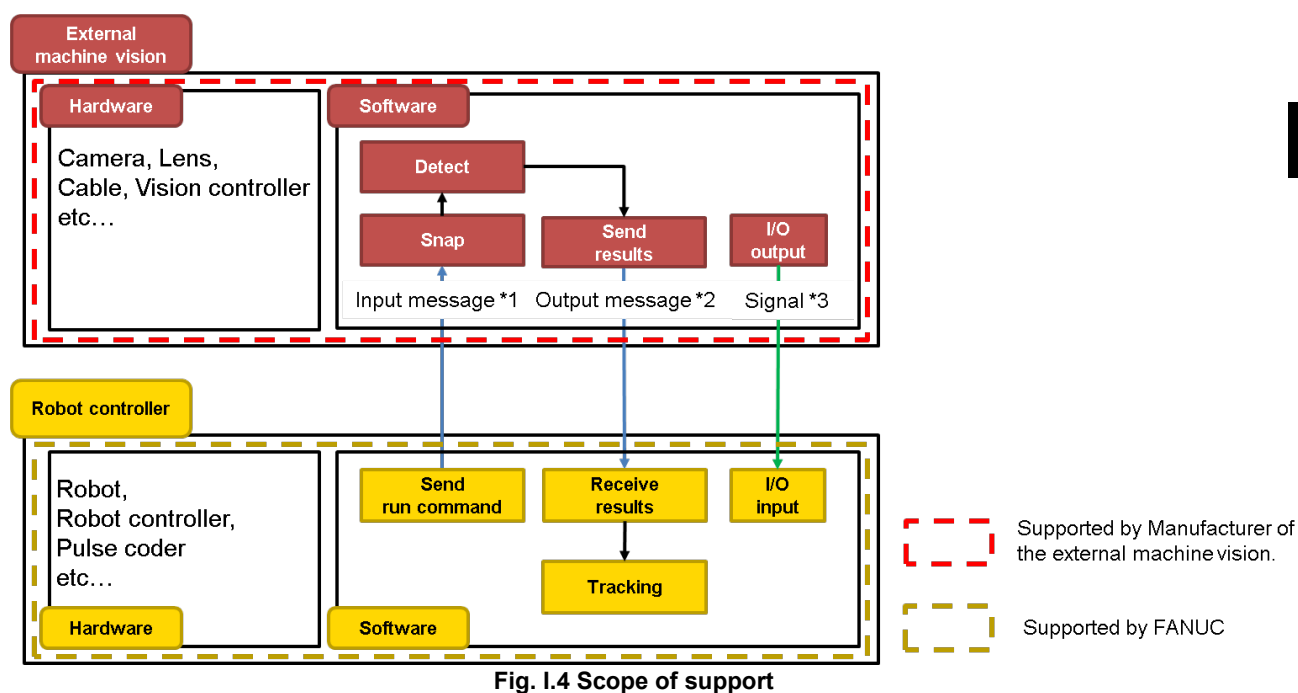 External
machine vision
Hardware
Camera, Lens,
Cable, Vision controller
etc…
Software
Detect
Snap
Send
results
I/O
output
Input message *1
Output message *2
Signal *3
Robot controller
Robot,
Robot controller,
Pulse coder
etc…
Hardware
Send
run command
Receive
results
I/O
input
Tracking
Software
Supported by Manufacturer of
the external machine vision.
Supported by FANUC
Fig. I.4 Scope of support